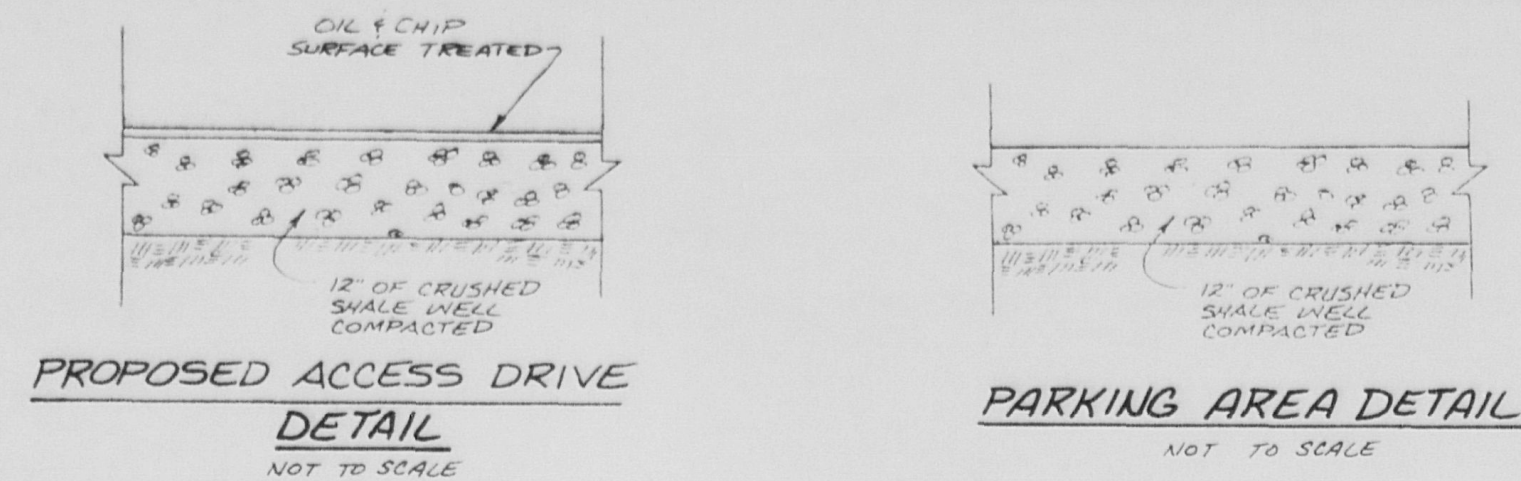 OIL & CHIP
SURFACE TREATED
12" OF CRUSHED
SHALE WELL
COMPACTED
PROPOSED ACCESS DRIVE
DETAIL
NOT TO SCALE
12" OF CRUSHED
SHALE WELL
COMPACTED
PARKING AREA DETAIL
NOT TO SCALE